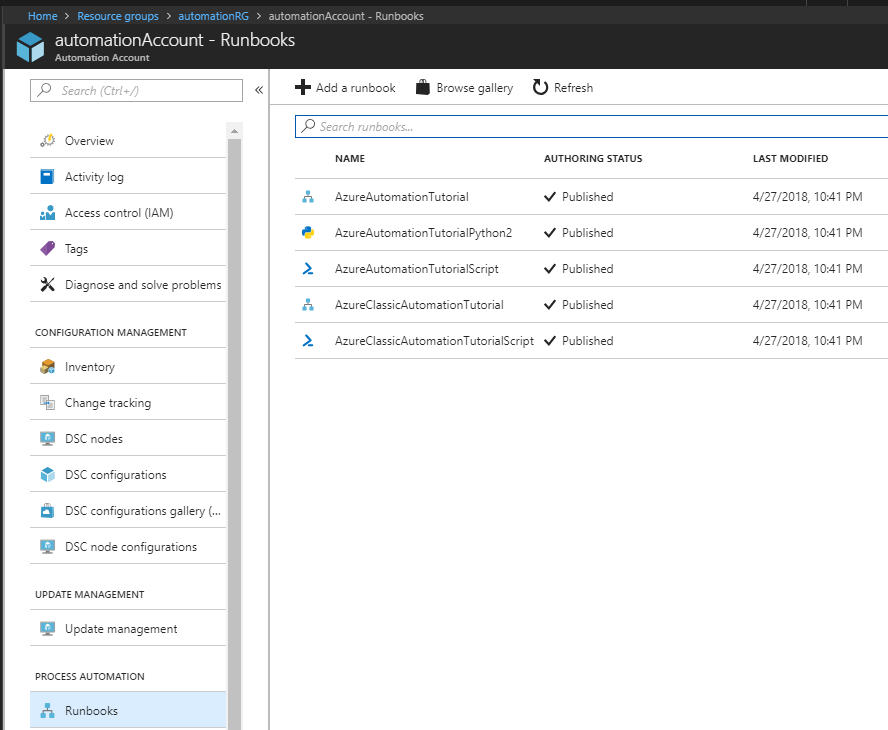 Home > Resource groups > automationRG > automationAccount - Runbooks
automationAccount - Runbooks
Automation Account
Search (Ctrl+/)
«
Overview
Activity log
Access control (IAM)
Tags
Diagnose and solve problems
CONFIGURATION MANAGEMENT
Inventory
Change tracking
DSC nodes
DSC configurations
DSC configurations gallery (...
DSC node configurations
UPDATE MANAGEMENT
Update management
PROCESS AUTOMATION
Runbooks
Add a runbook Browse gallery Refresh
Search runbooks...
NAME AUTHORING STATUS LAST MODIFIED
AzureAutomationTutorial Published 4/27/2018, 10:41 PM
AzureAutomationTutorialPython2 Published 4/27/2018, 10:41 PM
AzureAutomationTutorialScript Published 4/27/2018, 10:41 PM
AzureClassicAutomationTutorial Published 4/27/2018, 10:41 PM
AzureClassicAutomationTutorialScript Published 4/27/2018, 10:41 PM